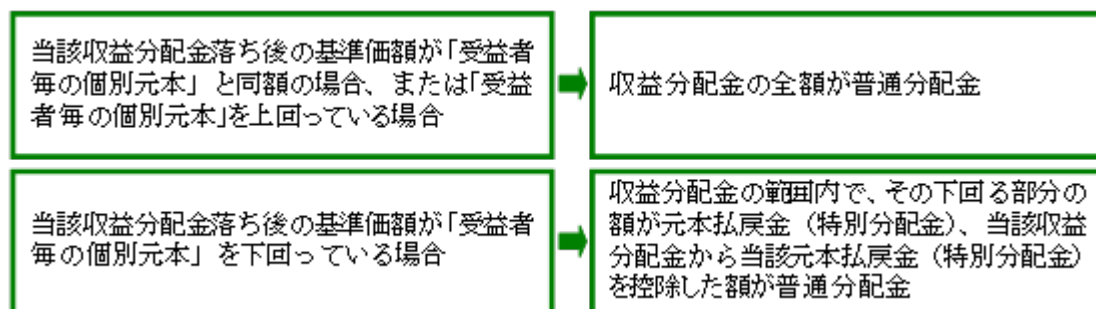 当該収益分配金落ち後の基準価額が「受益者
毎の個別元本」と同額の場合、または「受益
者毎の個別元本」を上回っている場合
収益分配金の全額が普通分配金
当該収益分配金落ち後の基準価額が「受益者
毎の個別元本」を下回っている場合
収益分配金の範囲内で、その下回る部分の
額が元本払戻金（特別分配金）、当該収益
分配金から当該元本払戻金（特別分配金）
を控除した額が普通分配金